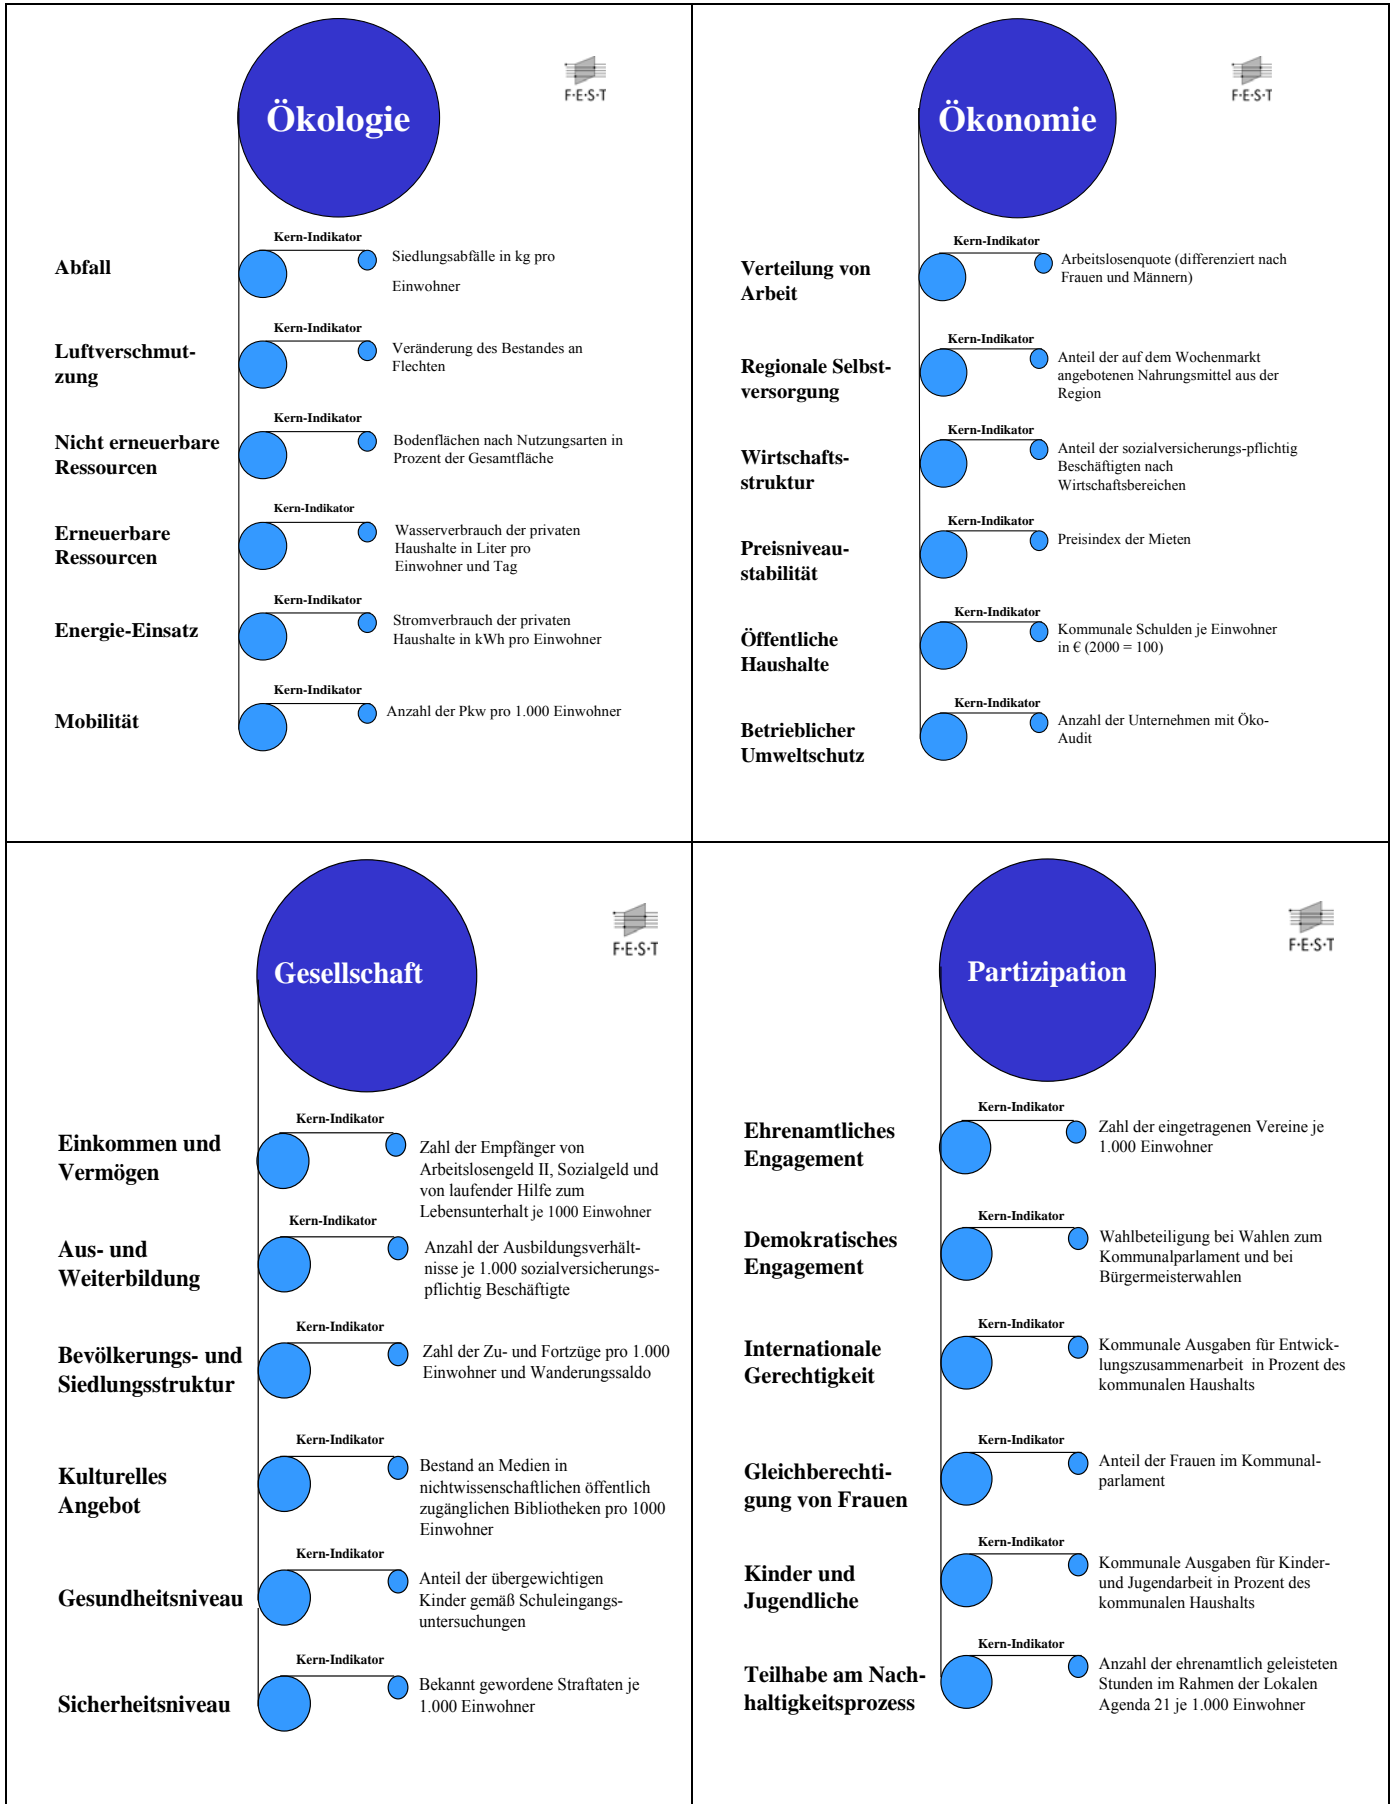 Ökologie
F·E·S·T
Kern-Indikator
Abfall
Siedlungsabfälle in kg pro
Einwohner
Kern-Indikator
Luftverschmut-
zung
Veränderung des Bestandes an
Flechten
Kern-Indikator
Nicht erneuerbare
Ressourcen
Bodenflächen nach Nutzungsarten in
Prozent der Gesamtfläche
Kern-Indikator
Erneuerbare
Ressourcen
Wasserverbrauch der privaten
Haushalte in Liter pro
Einwohner und Tag
Kern-Indikator
Energie-Einsatz
Stromverbrauch der privaten
Haushalte in kWh pro Einwohner
Kern-Indikator
Mobilität
Anzahl der Pkw pro 1.000 Einwohner
Ökonomie
F·E·S·T
Kern-Indikator
Verteilung von
Arbeit
Arbeitslosenquote (differenziert nach
Frauen und Männern)
Kern-Indikator
Regionale Selbst-
versorgung
Anteil der auf dem Wochenmarkt
angebotenen Nahrungsmittel aus der
Region
Kern-Indikator
Wirtschafts-
struktur
Anteil der sozialversicherungs-pflichtig
Beschäftigten nach
Wirtschaftsbereichen
Kern-Indikator
Preisniveau-
stabilität
Preisindex der Mieten
Kern-Indikator
Öffentliche
Haushalte
Kommunale Schulden je Einwohner
in € (2000 = 100)
Kern-Indikator
Betrieblicher
Umweltschutz
Anzahl der Unternehmen mit Öko-
Audit
Gesellschaft
F·E·S·T
Kern-Indikator
Einkommen und
Vermögen
Zahl der Empfänger von
Arbeitslosengeld II, Sozialgeld und
von laufender Hilfe zum
Lebensunterhalt je 1000 Einwohner
Kern-Indikator
Aus- und
Weiterbildung
Anzahl der Ausbildungsverhält-
nisse je 1.000 sozialversicherungs-
pflichtig Beschäftigte
Kern-Indikator
Bevölkerungs- und
Siedlungsstruktur
Zahl der Zu- und Fortzüge pro 1.000
Einwohner und Wanderungssaldo
Kern-Indikator
Kulturelles
Angebot
Bestand an Medien in
nichtwissenschaftlichen öffentlich
zugänglichen Bibliotheken pro 1000
Einwohner
Kern-Indikator
Gesundheitsniveau
Anteil der übergewichtigen
Kinder gemäß Schuleingangs-
untersuchungen
Kern-Indikator
Sicherheitsniveau
Bekannt gewordene Straftaten je
1.000 Einwohner
Partizipation
F·E·S·T
Kern-Indikator
Ehrenamtliches
Engagement
Zahl der eingetragenen Vereine je
1.000 Einwohner
Kern-Indikator
Demokratisches
Engagement
Wahlbeteiligung bei Wahlen zum
Kommunalparlament und bei
Bürgermeisterwahlen
Kern-Indikator
Internationale
Gerechtigkeit
Kommunale Ausgaben für Entwick-
lungszusammenarbeit in Prozent des
kommunalen Haushalts
Kern-Indikator
Gleichberechti-
gung von Frauen
Anteil der Frauen im Kommunal-
parlament
Kern-Indikator
Kinder und
Jugendliche
Kommunale Ausgaben für Kinder-
und Jugendarbeit in Prozent des
kommunalen Haushalts
Kern-Indikator
Teilhabe am Nach-
haltigkeitsprozess
Anzahl der ehrenamtlich geleisteten
Stunden im Rahmen der Lokalen
Agenda 21 je 1.000 Einwohner